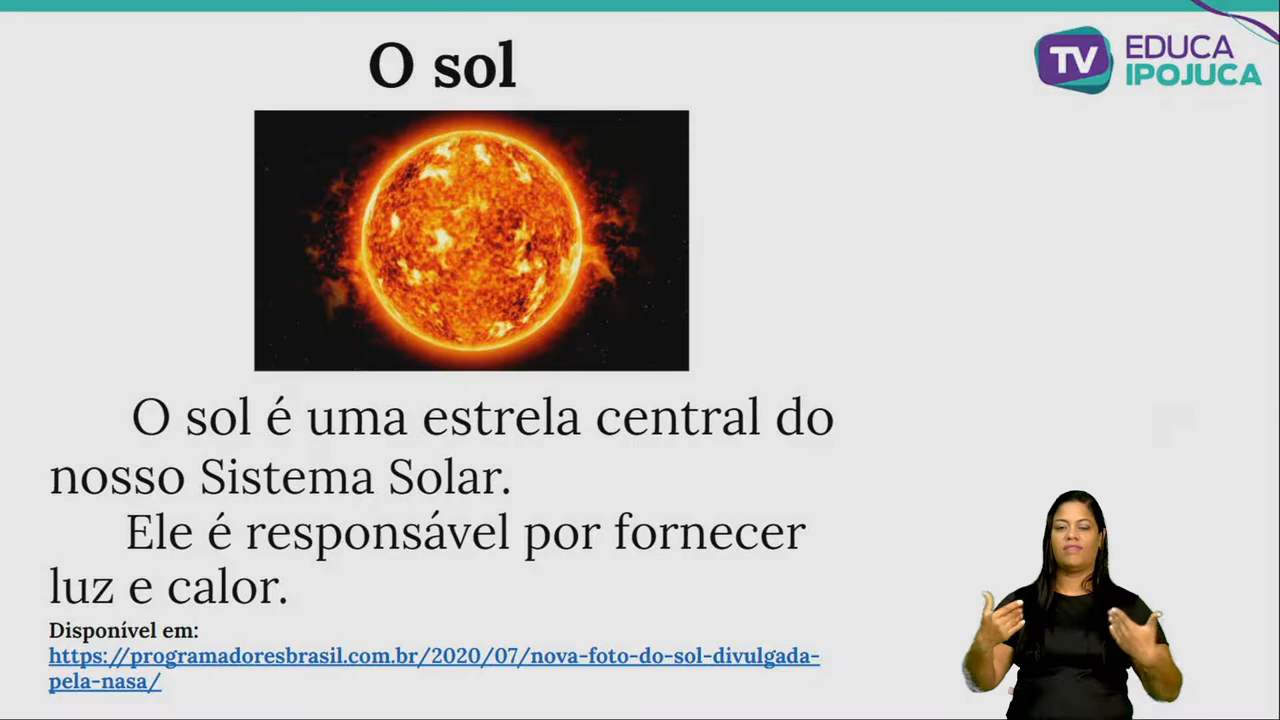 O sol
TV EDUCA
IPOJUCA
O sol é uma estrela central do
nosso Sistema Solar.
Ele é responsável por fornecer
luz e calor.
Disponível em:
https://programadoresbrasil.com.br/2020/07/nova-foto-do-sol-divulgada-
pela-nasa/